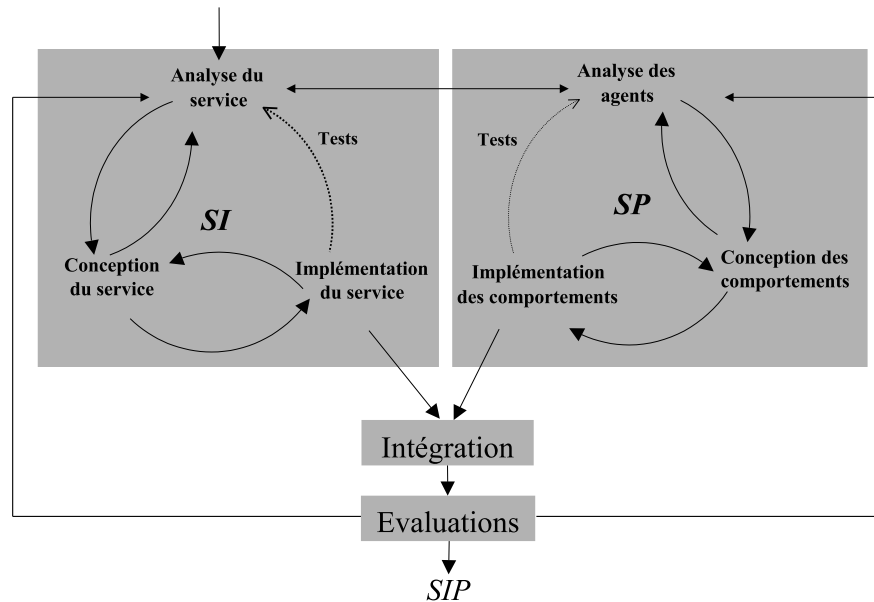 Analyse du
service
Tests
SI
Conception
du service
Implémentation
du service
Analyse des
agents
Tests
SP
Conception des
comportements
Implémentation
des comportements
Intégration
Evaluations
SIP